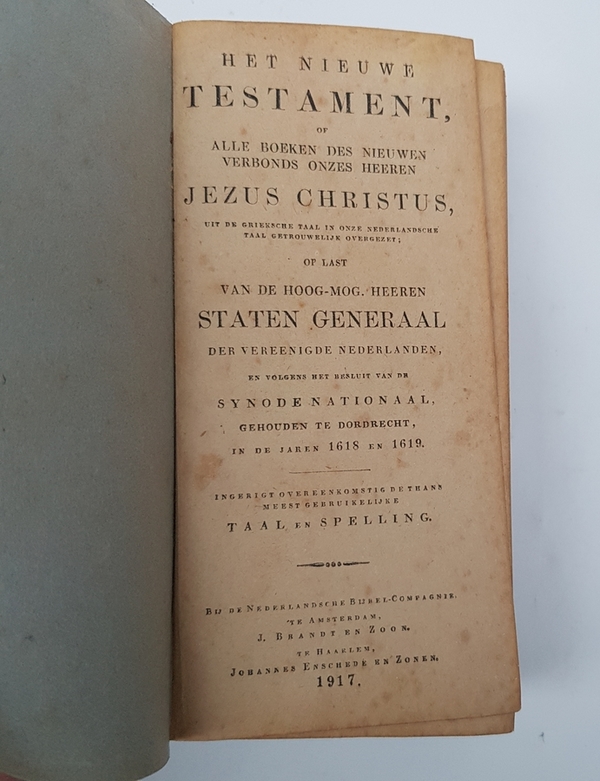 HET NIEUWE
TESTAMENT,
OF
ALLE BOEKEN DES NIEUWEN
VERBONDS ONZES HEEREN
JEZUS CHRISTUS,
UIT DE GRIEKSCHE TAAL IN ONZE NEDERLANDSCHE
TAAL GETROUWELIJK OVERGEZET;
OP LAST
VAN DE HOOG-MOG. HEEREN
STATEN GENERAAL
DER VEREENIGDE NEDERLANDEN,
EN VOLGENS HET BESLUIT VAN DE
SYNODE NATIONAAL,
GEHOUDEN TE DORDRECHT,
IN DE JAREN 1618 EN 1619.
INGERIGT OVEREENKOMSTIG DE THANS
MEEST GEBRUIKELIJKE
TAAL EN SPELLING.
BIJ DE NEDERLANDSCHE BIJBEL-COMPAGNIE.
TE AMSTERDAM,
J. BRANDT EN ZOON.
TE HAARLEM,
JOHANNES ENSCHEDE EN ZONEN.
1917.